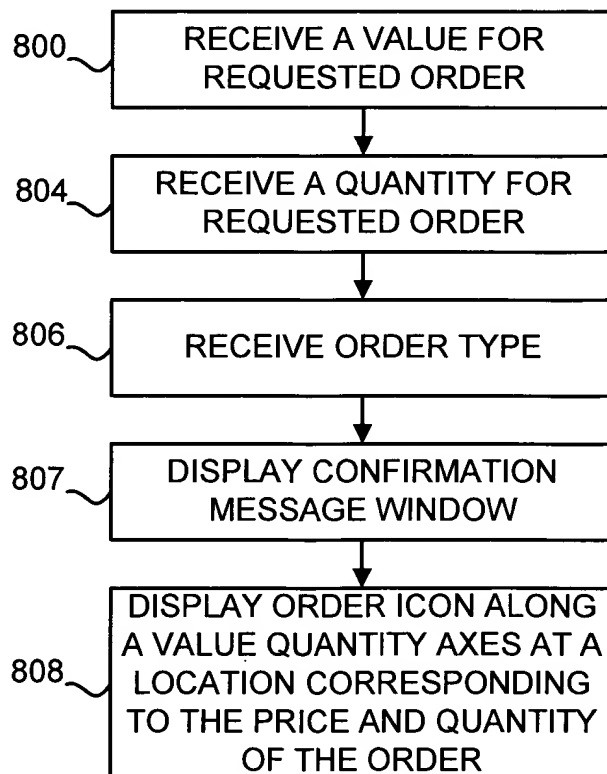 800
RECEIVE A VALUE FOR
REQUESTED ORDER
804
RECEIVE A QUANTITY FOR
REQUESTED ORDER
806
RECEIVE ORDER TYPE
807
DISPLAY CONFIRMATION
MESSAGE WINDOW
808
DISPLAY ORDER ICON ALONG
A VALUE QUANTITY AXES AT A
LOCATION CORRESPONDING
TO THE PRICE AND QUANTITY
OF THE ORDER